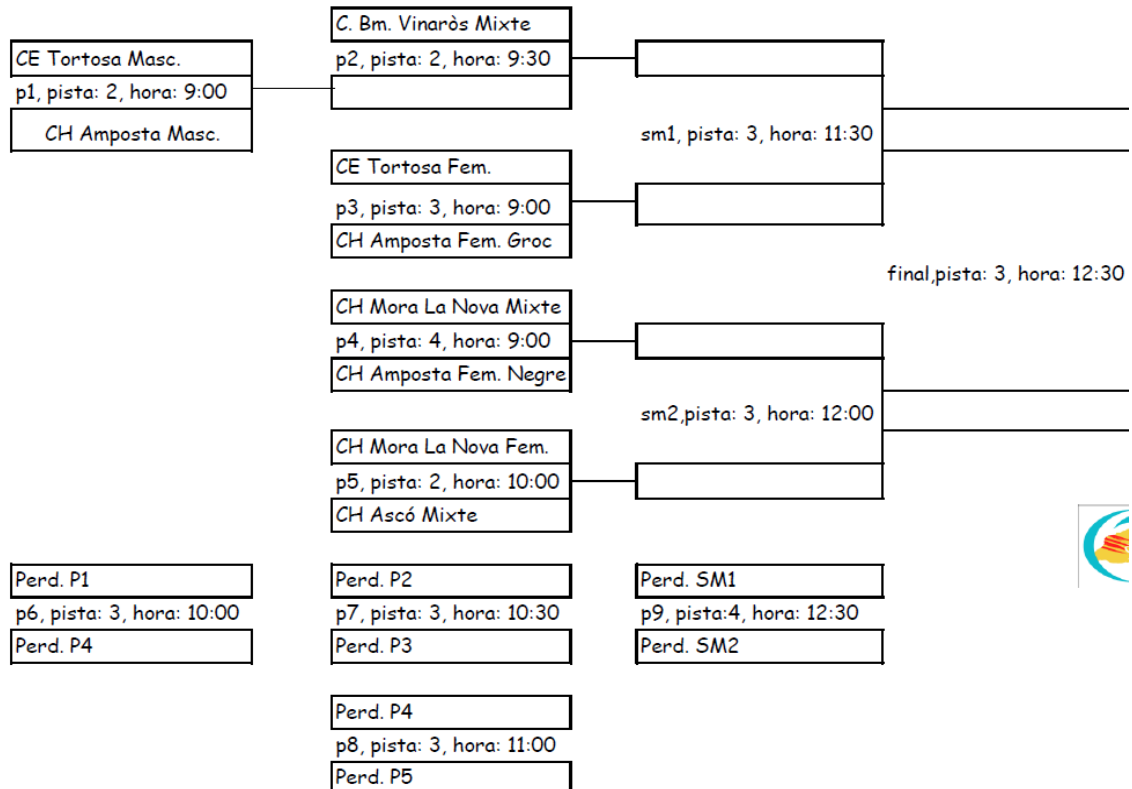 C. Bm. Vinaròs Mixte
CE Tortosa Masc.
p2, pista: 2, hora: 9:30
p1, pista: 2, hora: 9:00
CH Amposta Masc.
sm1, pista: 3, hora: 11:30
CE Tortosa Fem.
p3, pista: 3, hora: 9:00
CH Amposta Fem. Groc
final,pista: 3, hora: 12:30
CH Mora La Nova Mixte
p4, pista: 4, hora: 9:00
CH Amposta Fem. Negre
sm2,pista: 3, hora: 12:00
CH Mora La Nova Fem.
p5, pista: 2, hora: 10:00
CH Ascó Mixte
Perd. P1
Perd. P2
Perd. SM1
p6, pista: 3, hora: 10:00
p7, pista: 3, hora: 10:30
p9, pista:4, hora: 12:30
Perd. P4
Perd. P3
Perd. SM2
Perd. P4
p8, pista: 3, hora: 11:00
Perd. P5